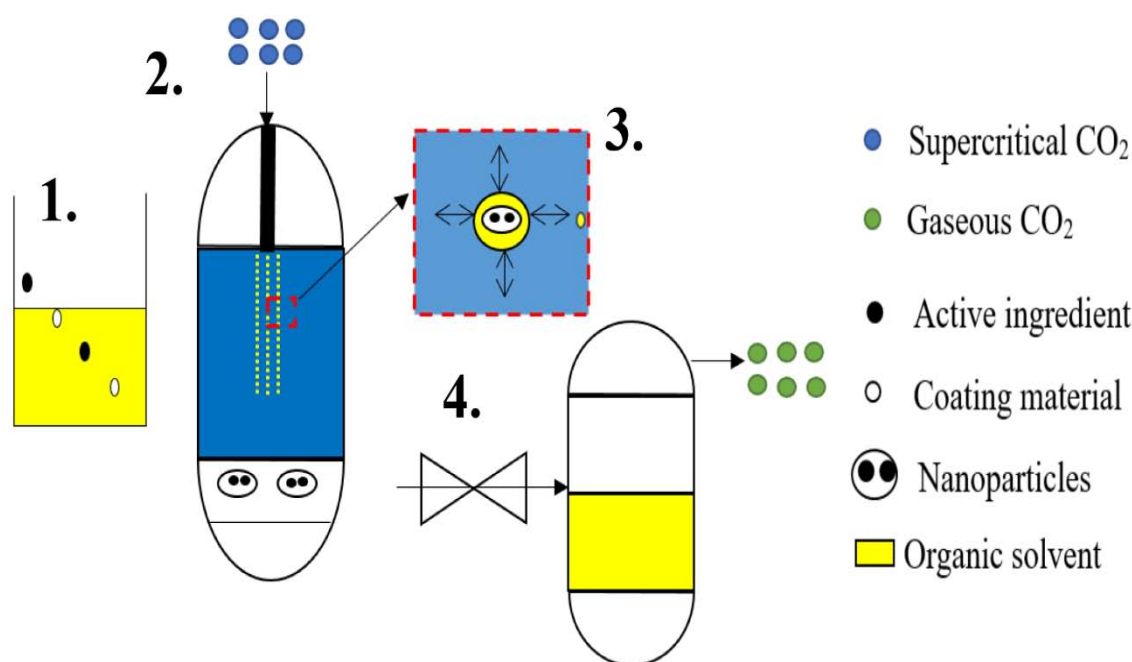 1.
2.
3.
4.
Supercritical CO₂
Gaseous CO₂
Active ingredient
Coating material
Nanoparticles
Organic solvent